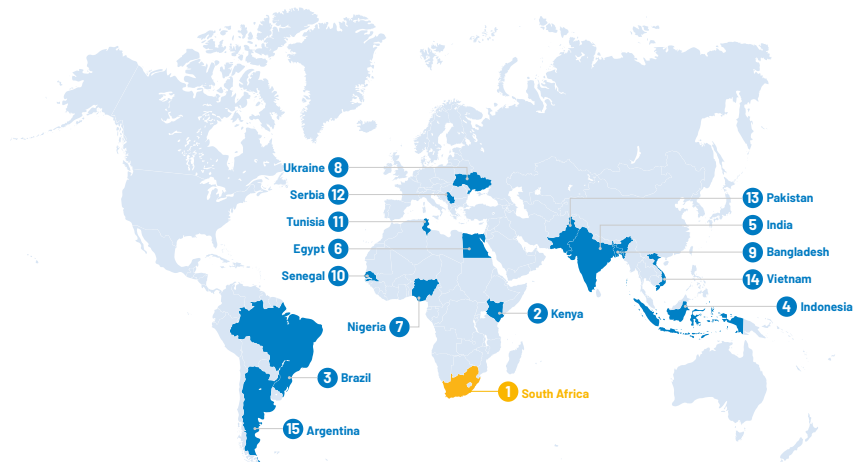 Ukraine 8
Serbia 12
Tunisia 11
Egypt 6
Senegal 10
Nigeria 7
13 Pakistan
5 India
9 Bangladesh
14 Vietnam
4 Indonesia
2 Kenya
3 Brazil
1 South Africa
15 Argentina